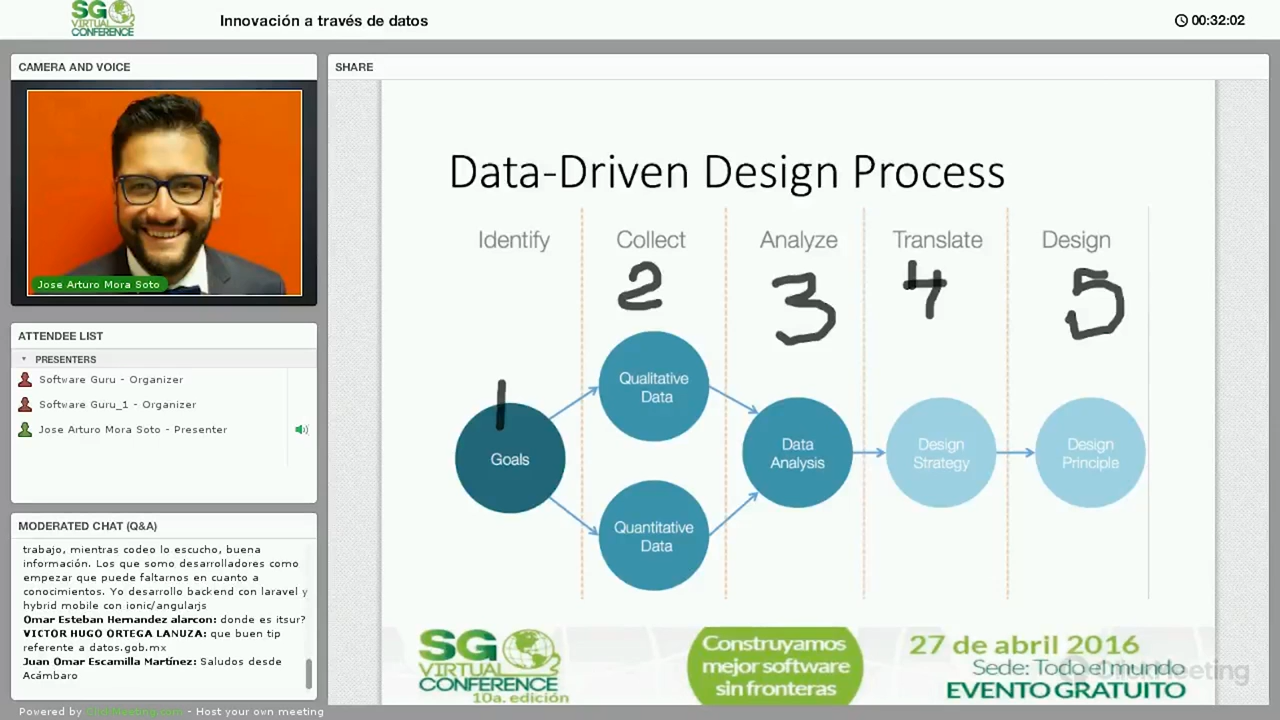 SG
VIRTUAL
CONFERENCE
Innovación a través de datos
00:32:02
CAMERA AND VOICE
Jose Arturo Mora Soto
ATTENDEE LIST
PRESENTERS
Software Guru - Organizer
Software Guru_1 - Organizer
Jose Arturo Mora Soto - Presenter
MODERATED CHAT (Q&A)
trabajo, mientras codeo lo escucho, buena
información. Los que somo desarrolladores como
empezar que puede faltarnos en cuanto a
conocimientos. Yo desarrollo backend con laravel y
hybrid mobile con ionic/angularjs
Omar Esteban Hernandez alarcon: donde es itsur?
VICTOR HUGO ORTEGA LANUZA: que buen tip
referente a datos.gob.mx
Juan Omar Escamilla Martínez: Saludos desde
Acámbaro
Powered by ClickMeeting.com - Host your own meeting
SHARE
Data-Driven Design Process
Identify
Collect
Analyze
Translate
Design
1
2
3
4
5
Goals
Qualitative
Data
Quantitative
Data
Data
Analysis
Design
Strategy
Design
Principle
SG
VIRTUAL
CONFERENCE
10a. edición
Construyamos
mejor software
sin fronteras
27 de abril 2016
Sede: Todo el mundo
EVENTO GRATUITO
ClickMeeting